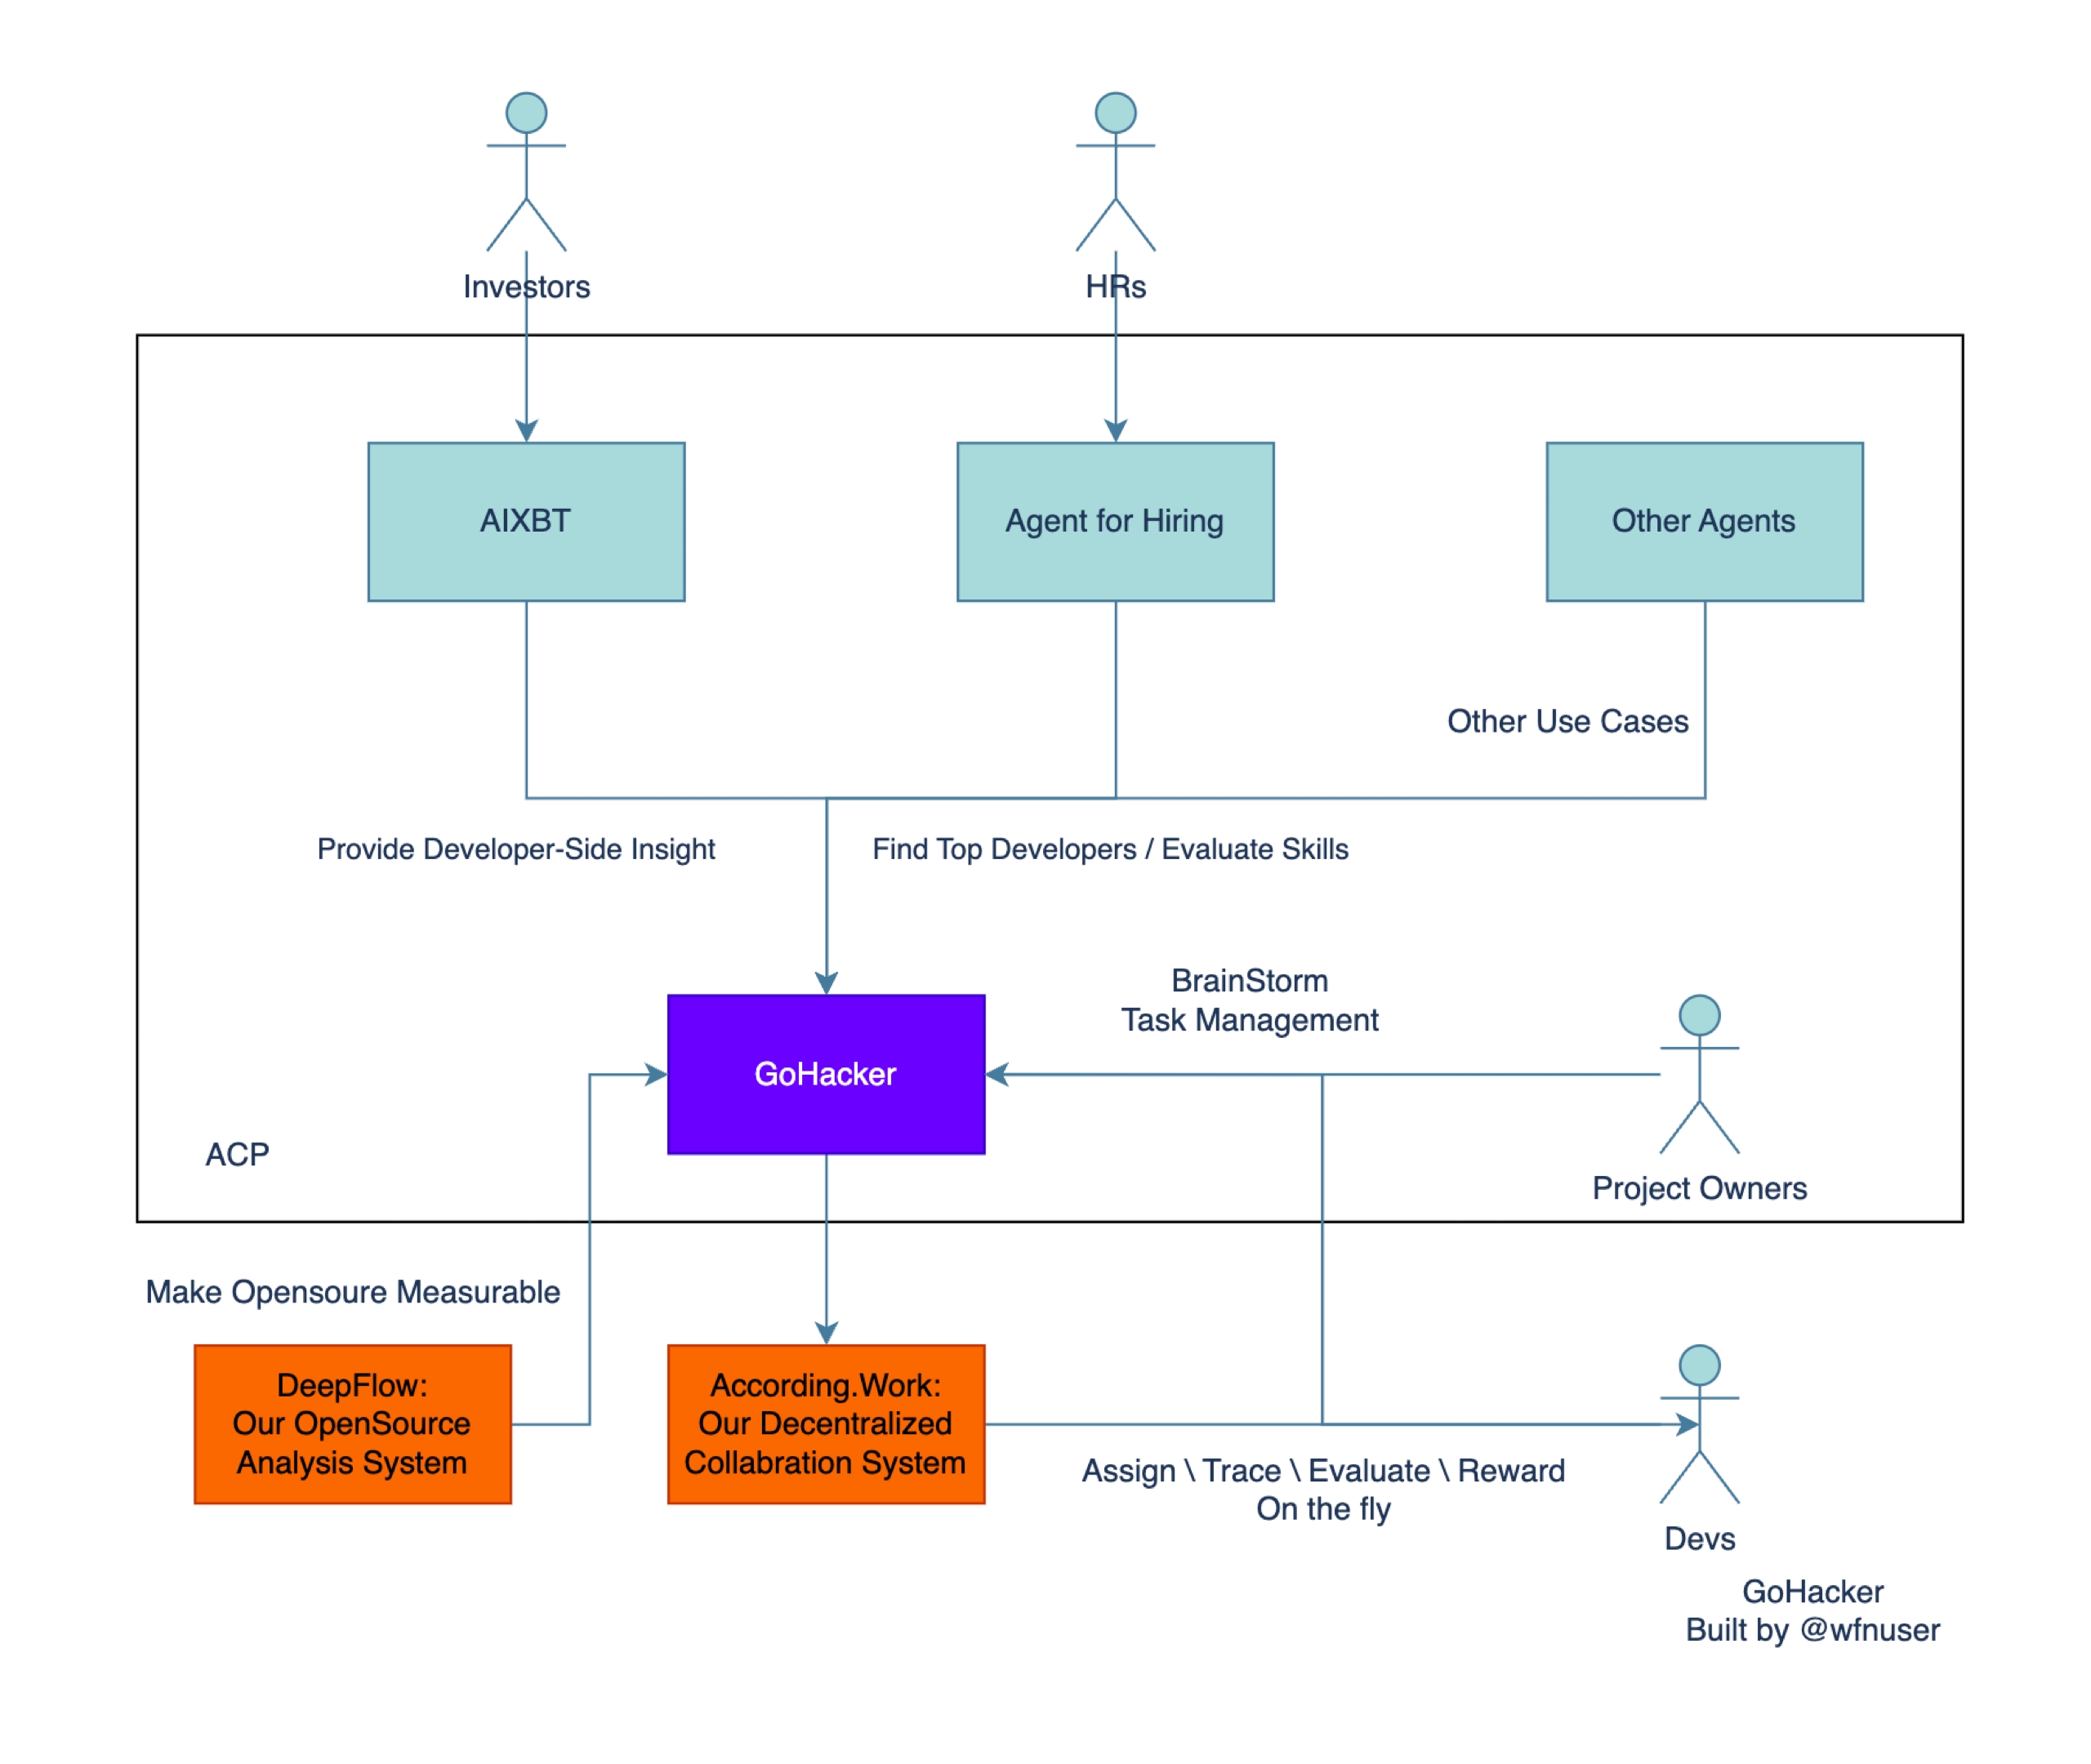 Investors
HRs
AIXBT
Agent for Hiring
Other Agents
Other Use Cases
Provide Developer-Side Insight
Find Top Developers / Evaluate Skills
BrainStorm
Task Management
GoHacker
ACP
Project Owners
Make Opensoure Measurable
DeepFlow:
Our OpenSource
Analysis System
According.Work:
Our Decentralized
Collabration System
Assign \ Trace \ Evaluate \ Reward
On the fly
Devs
GoHacker
Built by @wfnuser